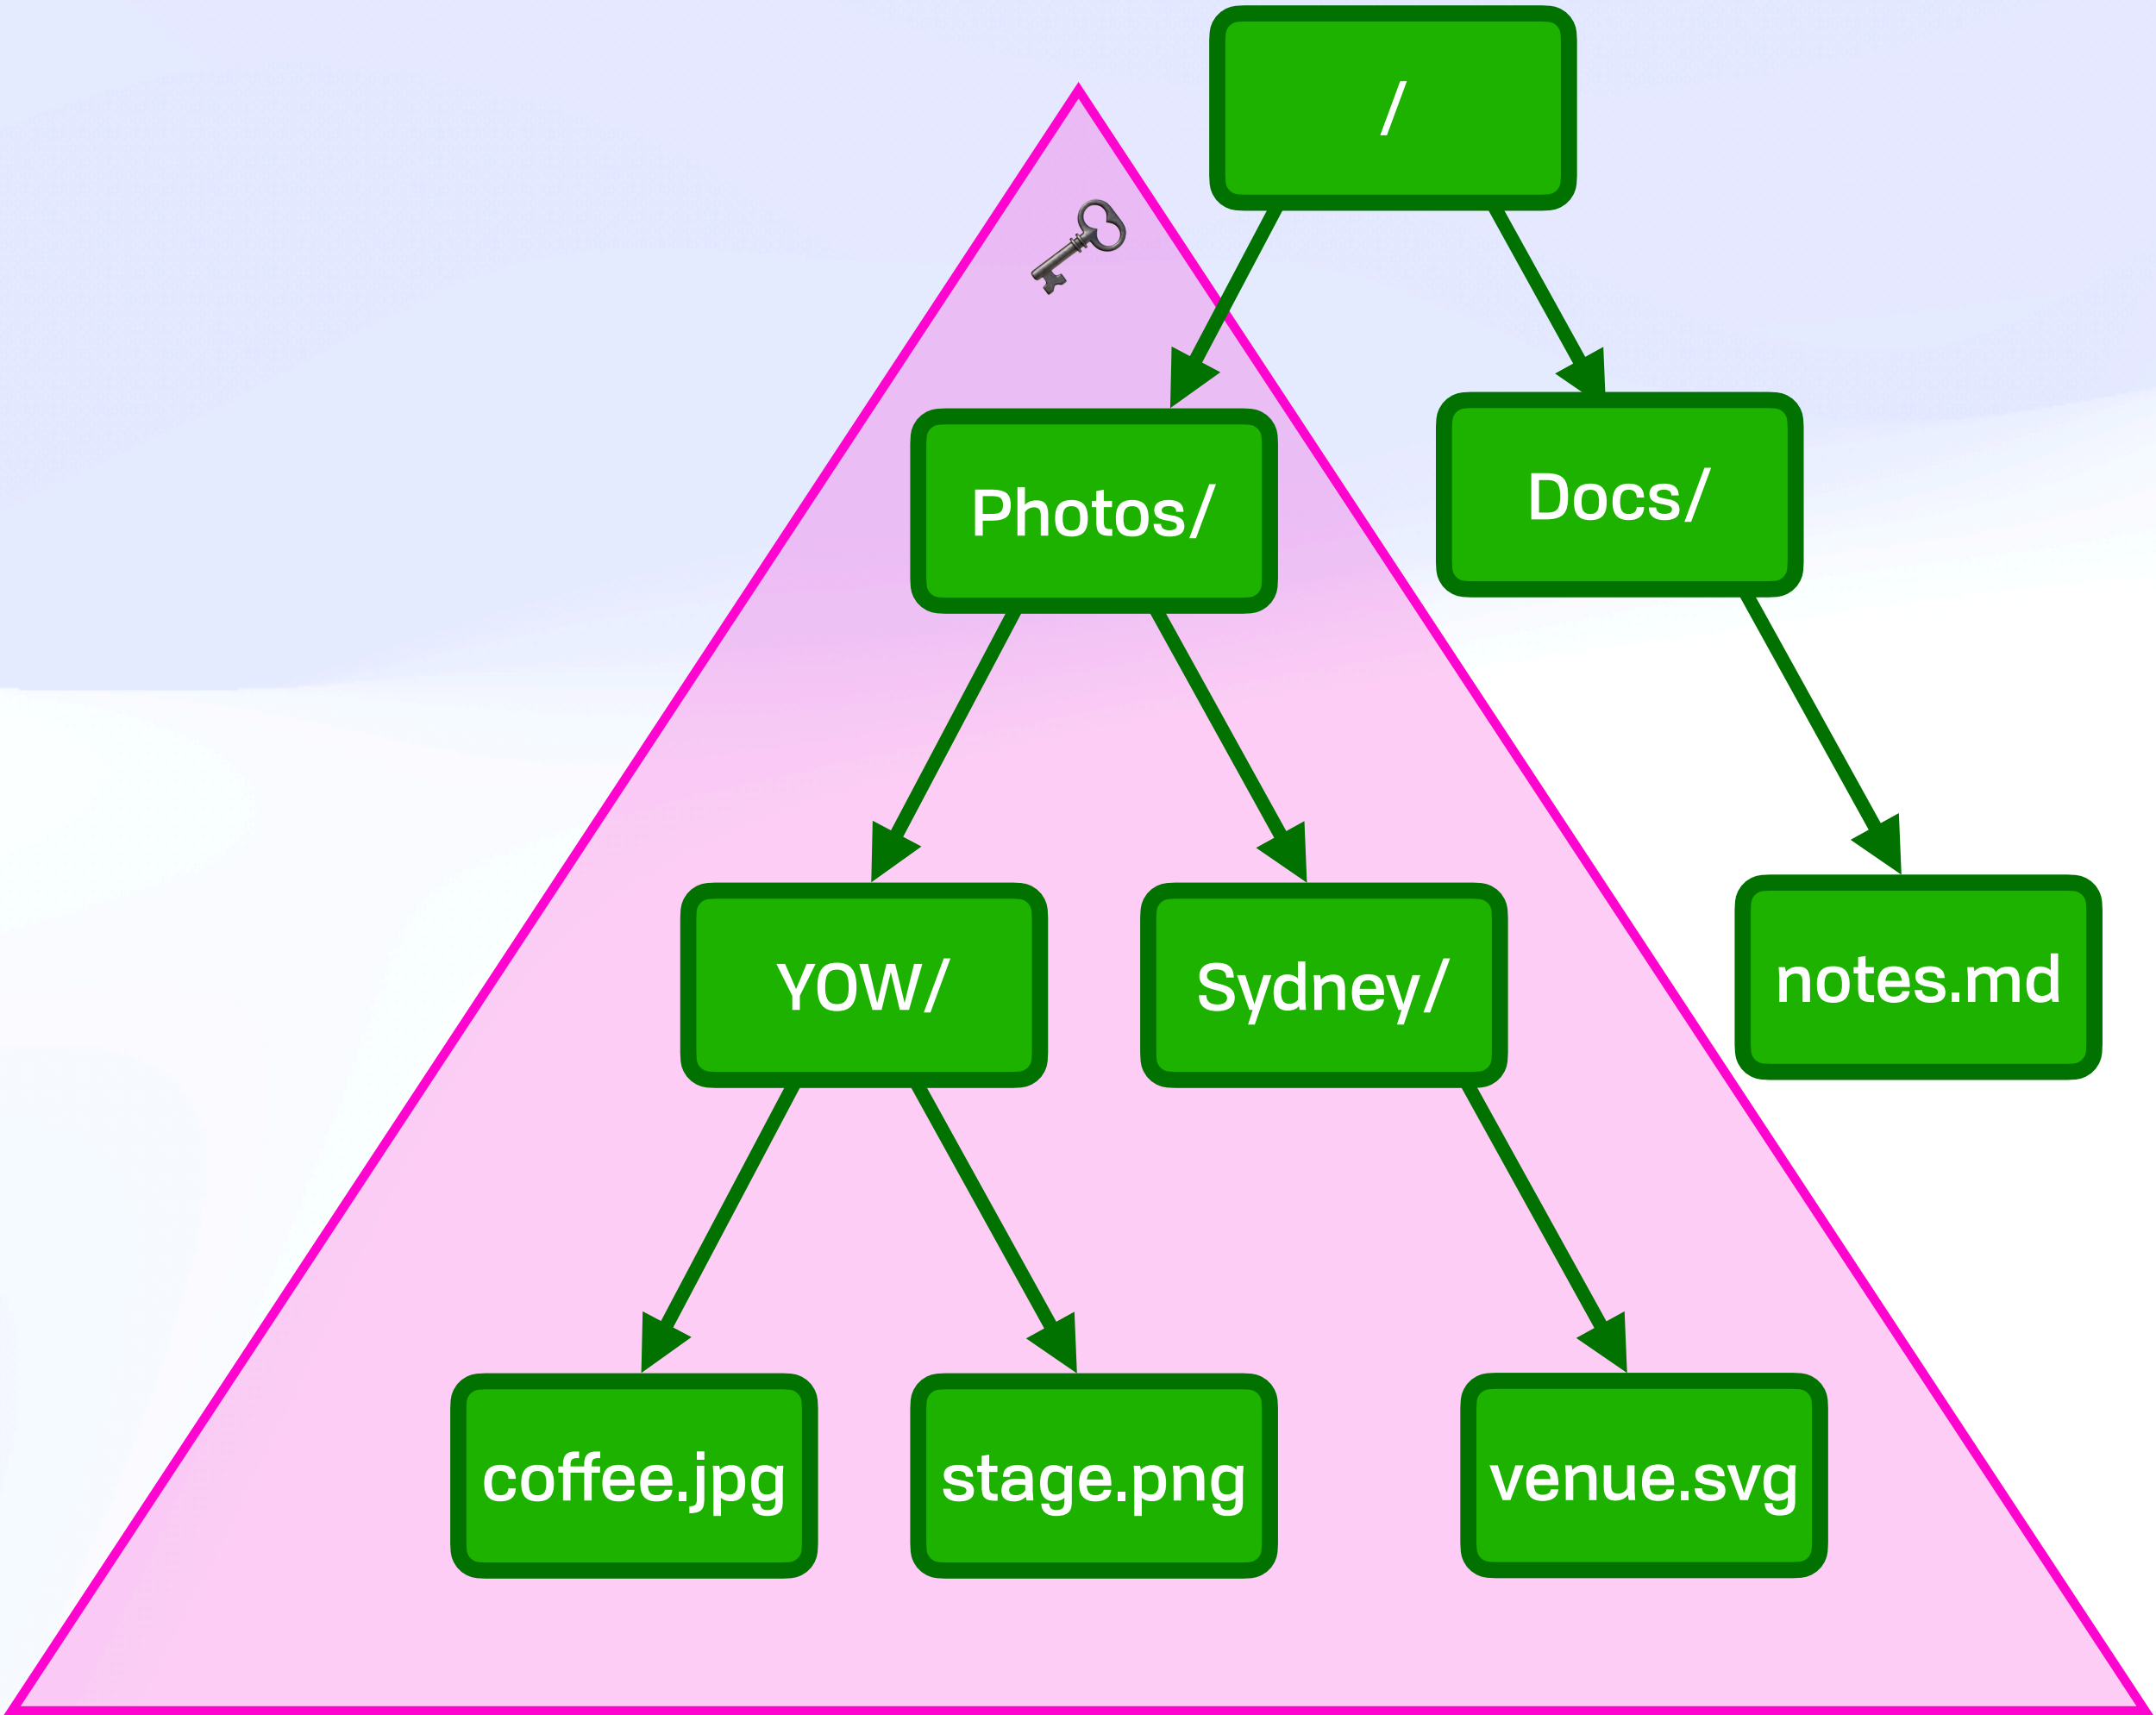 /
Photos/
Docs/
YOW/
Sydney/
notes.md
coffee.jpg
stage.png
venue.svg